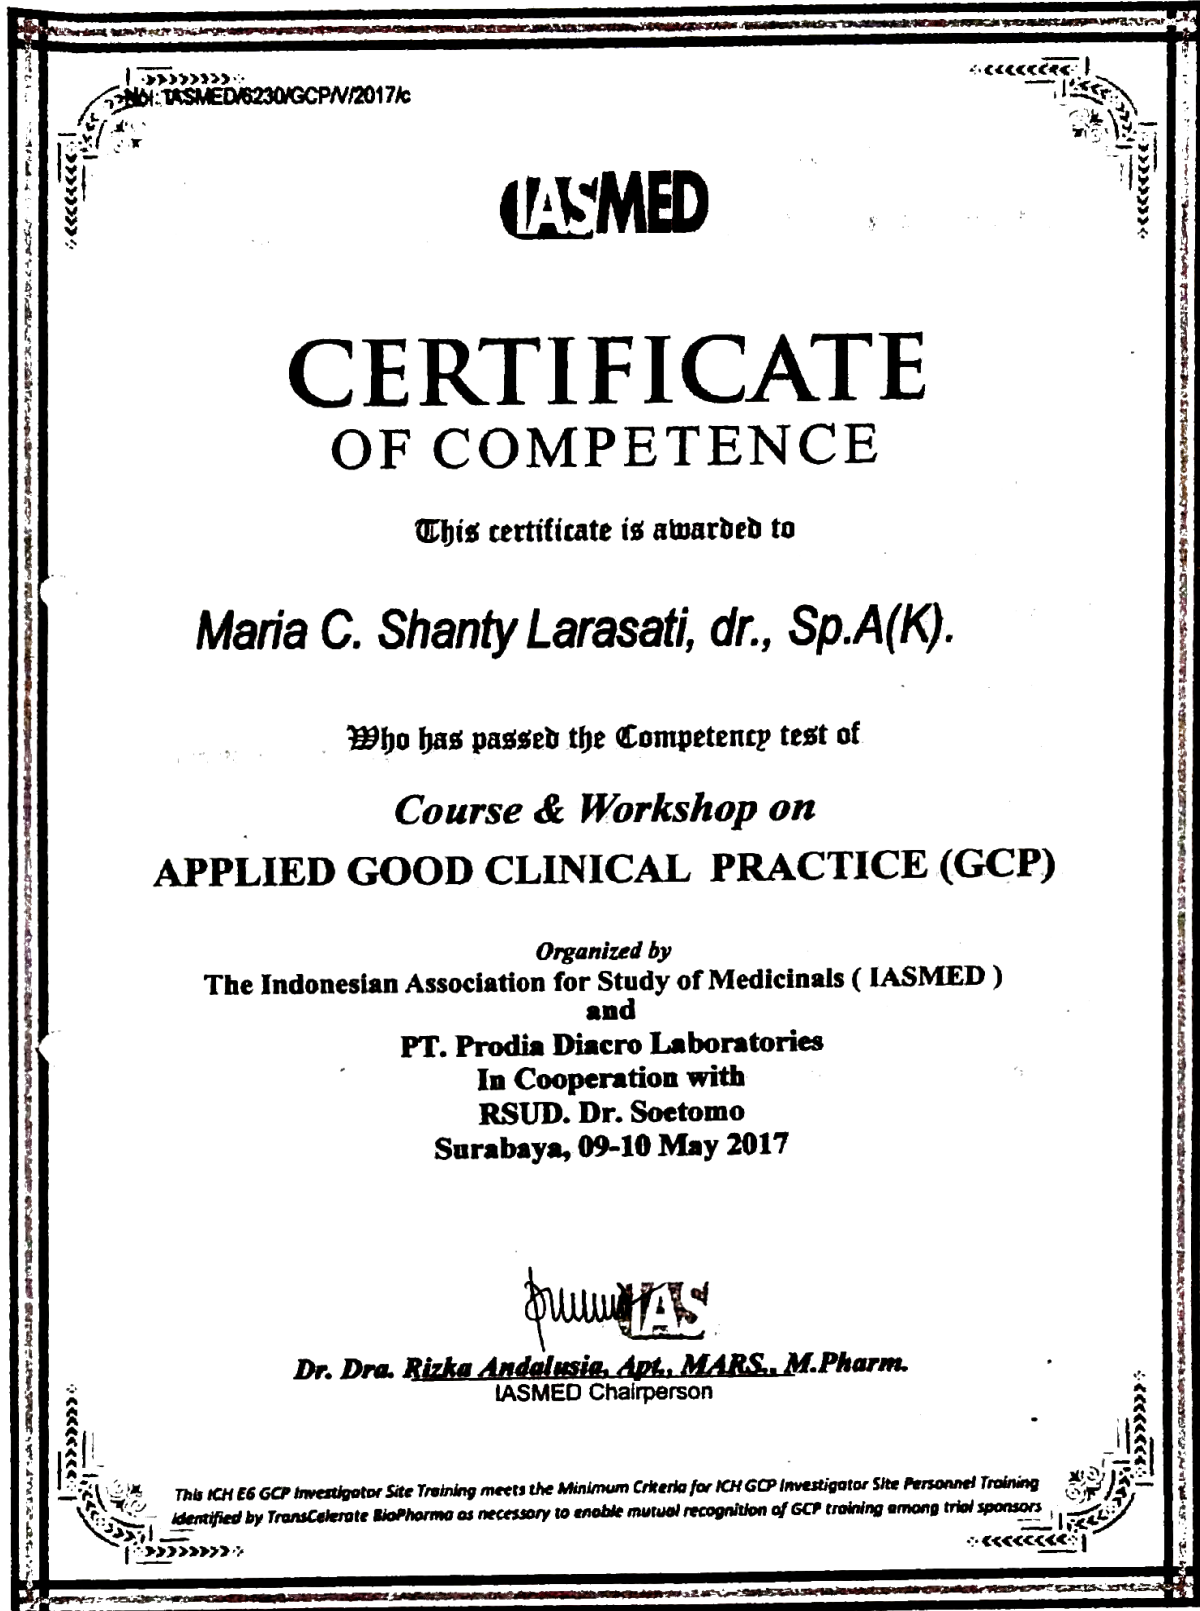 No: IASMED/6230/GCP/V/2017/c
IASMED
CERTIFICATE
OF COMPETENCE
This certificate is awarded to
Maria C. Shanty Larasati, dr., Sp.A(K).
Who has passed the Competency test of
Course & Workshop on
APPLIED GOOD CLINICAL PRACTICE (GCP)
Organized by
The Indonesian Association for Study of Medicinals ( IASMED )
and
PT. Prodia Diacro Laboratories
In Cooperation with
RSUD. Dr. Soetomo
Surabaya, 09-10 May 2017
IAS
Dr. Dra. Rizka Andalusia, Apt., MARS., M.Pharm.
IASMED Chairperson
This ICH E6 GCP Investigator Site Training meets the Minimum Criteria for ICH GCP Investigator Site Personnel Training
identified by TransCelerate BioPharma as necessary to enable mutual recognition of GCP training among trial sponsors